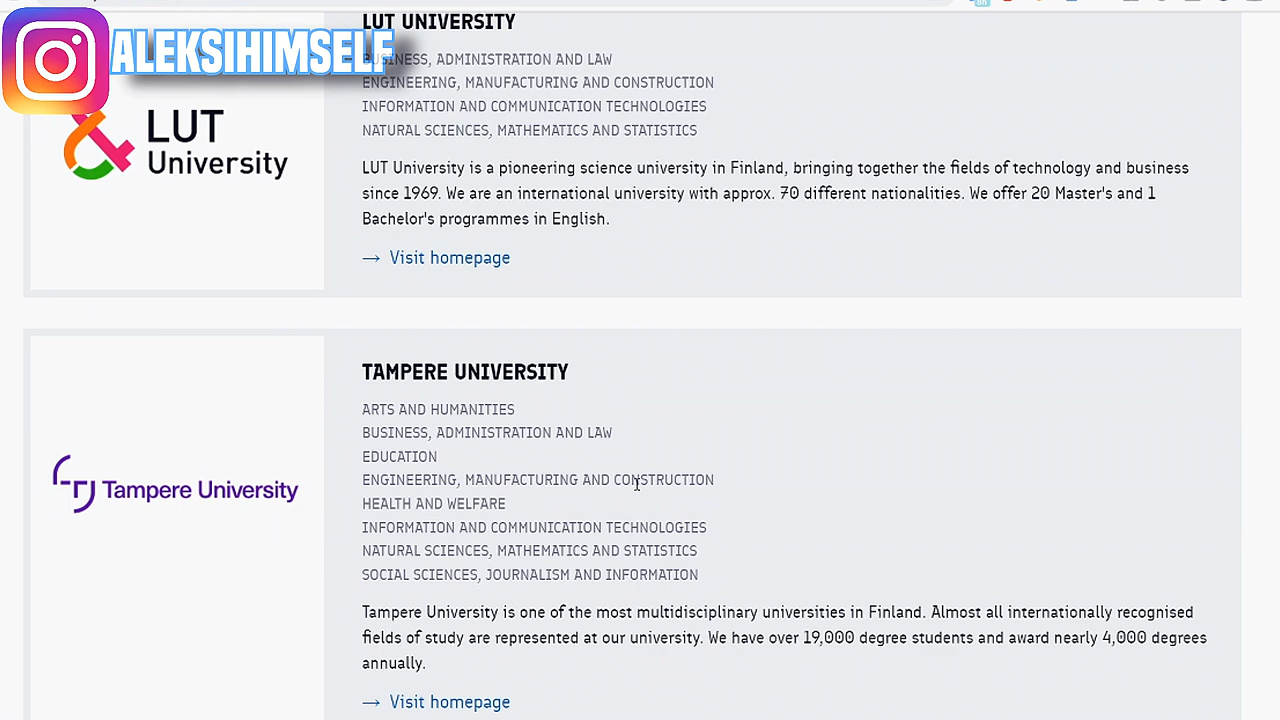 LUT UNIVERSITY
ALEKSIHIMSELF
BUSINESS, ADMINISTRATION AND LAW
ENGINEERING, MANUFACTURING AND CONSTRUCTION
INFORMATION AND COMMUNICATION TECHNOLOGIES
NATURAL SCIENCES, MATHEMATICS AND STATISTICS
LUT
University
LUT University is a pioneering science university in Finland, bringing together the fields of technology and business
since 1969. We are an international university with approx. 70 different nationalities. We offer 20 Master's and 1
Bachelor's programmes in English.
→ Visit homepage
TAMPERE UNIVERSITY
ARTS AND HUMANITIES
BUSINESS, ADMINISTRATION AND LAW
EDUCATION
ENGINEERING, MANUFACTURING AND CONSTRUCTION
HEALTH AND WELFARE
INFORMATION AND COMMUNICATION TECHNOLOGIES
NATURAL SCIENCES, MATHEMATICS AND STATISTICS
SOCIAL SCIENCES, JOURNALISM AND INFORMATION
Tampere University
Tampere University is one of the most multidisciplinary universities in Finland. Almost all internationally recognised
fields of study are represented at our university. We have over 19,000 degree students and award nearly 4,000 degrees
annually.
→ Visit homepage